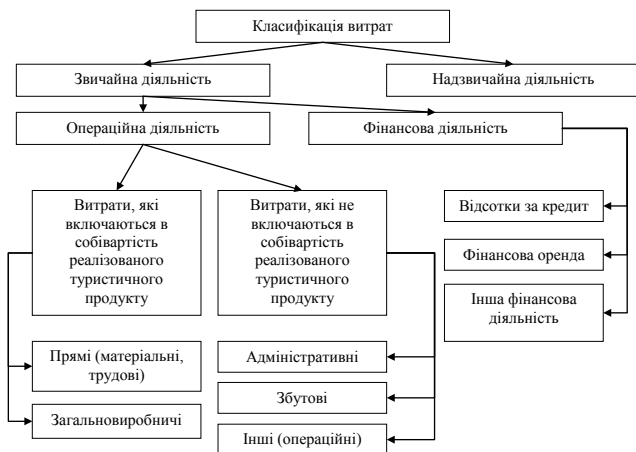 Класифікація витрат
Звичайна діяльність
Надзвичайна діяльність
Операційна діяльність
Фінансова діяльність
Витрати, які
включаються в
собівартість
реалізованого
туристичного
продукту
Витрати, які не
включаються в
собівартість
реалізованого
туристичного
продукту
Відсотки за кредит
Фінансова оренда
Інша фінансова
діяльність
Прямі (матеріальні,
трудові)
Загальновиробничі
Адміністративні
Збутові
Інші (операційні)